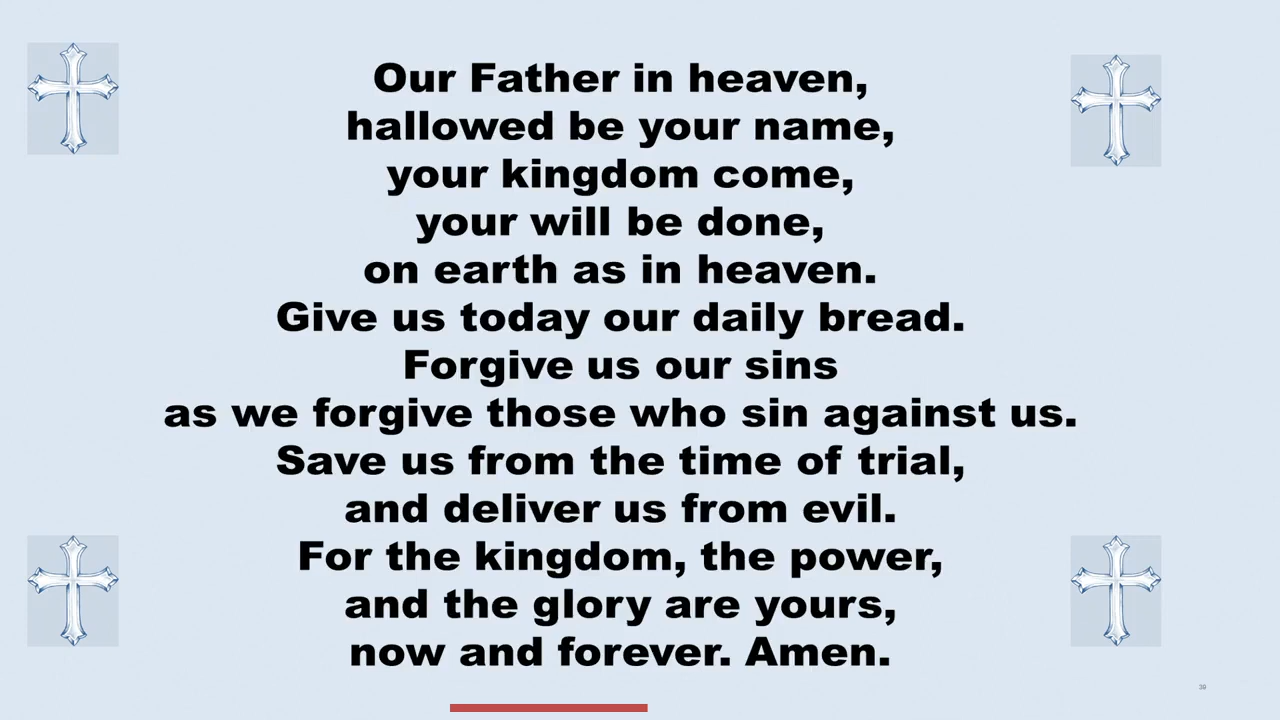 Our Father in heaven,
hallowed be your name,
your kingdom come,
your will be done,
on earth as in heaven.
Give us today our daily bread.
Forgive us our sins
as we forgive those who sin against us.
Save us from the time of trial,
and deliver us from evil.
For the kingdom, the power,
and the glory are yours,
now and forever. Amen.
39